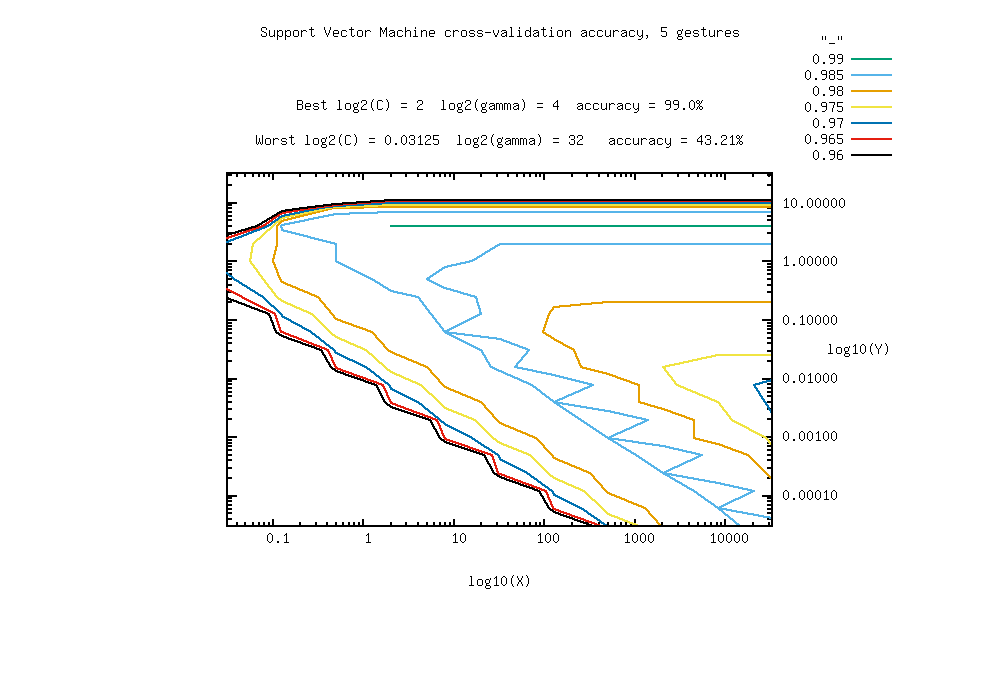 Support Vector Machine cross-validation accuracy, 5 gestures
"_"
0.99
0.985
0.98
0.975
0.97
0.965
0.96
Best log2(C) = 2  log2(gamma) = 4  accuracy = 99.0%
Worst log2(C) = 0.03125  log2(gamma) = 32   accuracy = 43.21%
10.00000
1.00000
0.10000
log10(Y)
0.01000
0.00100
0.00010
0.1 1 10 100 1000 10000
log10(X)